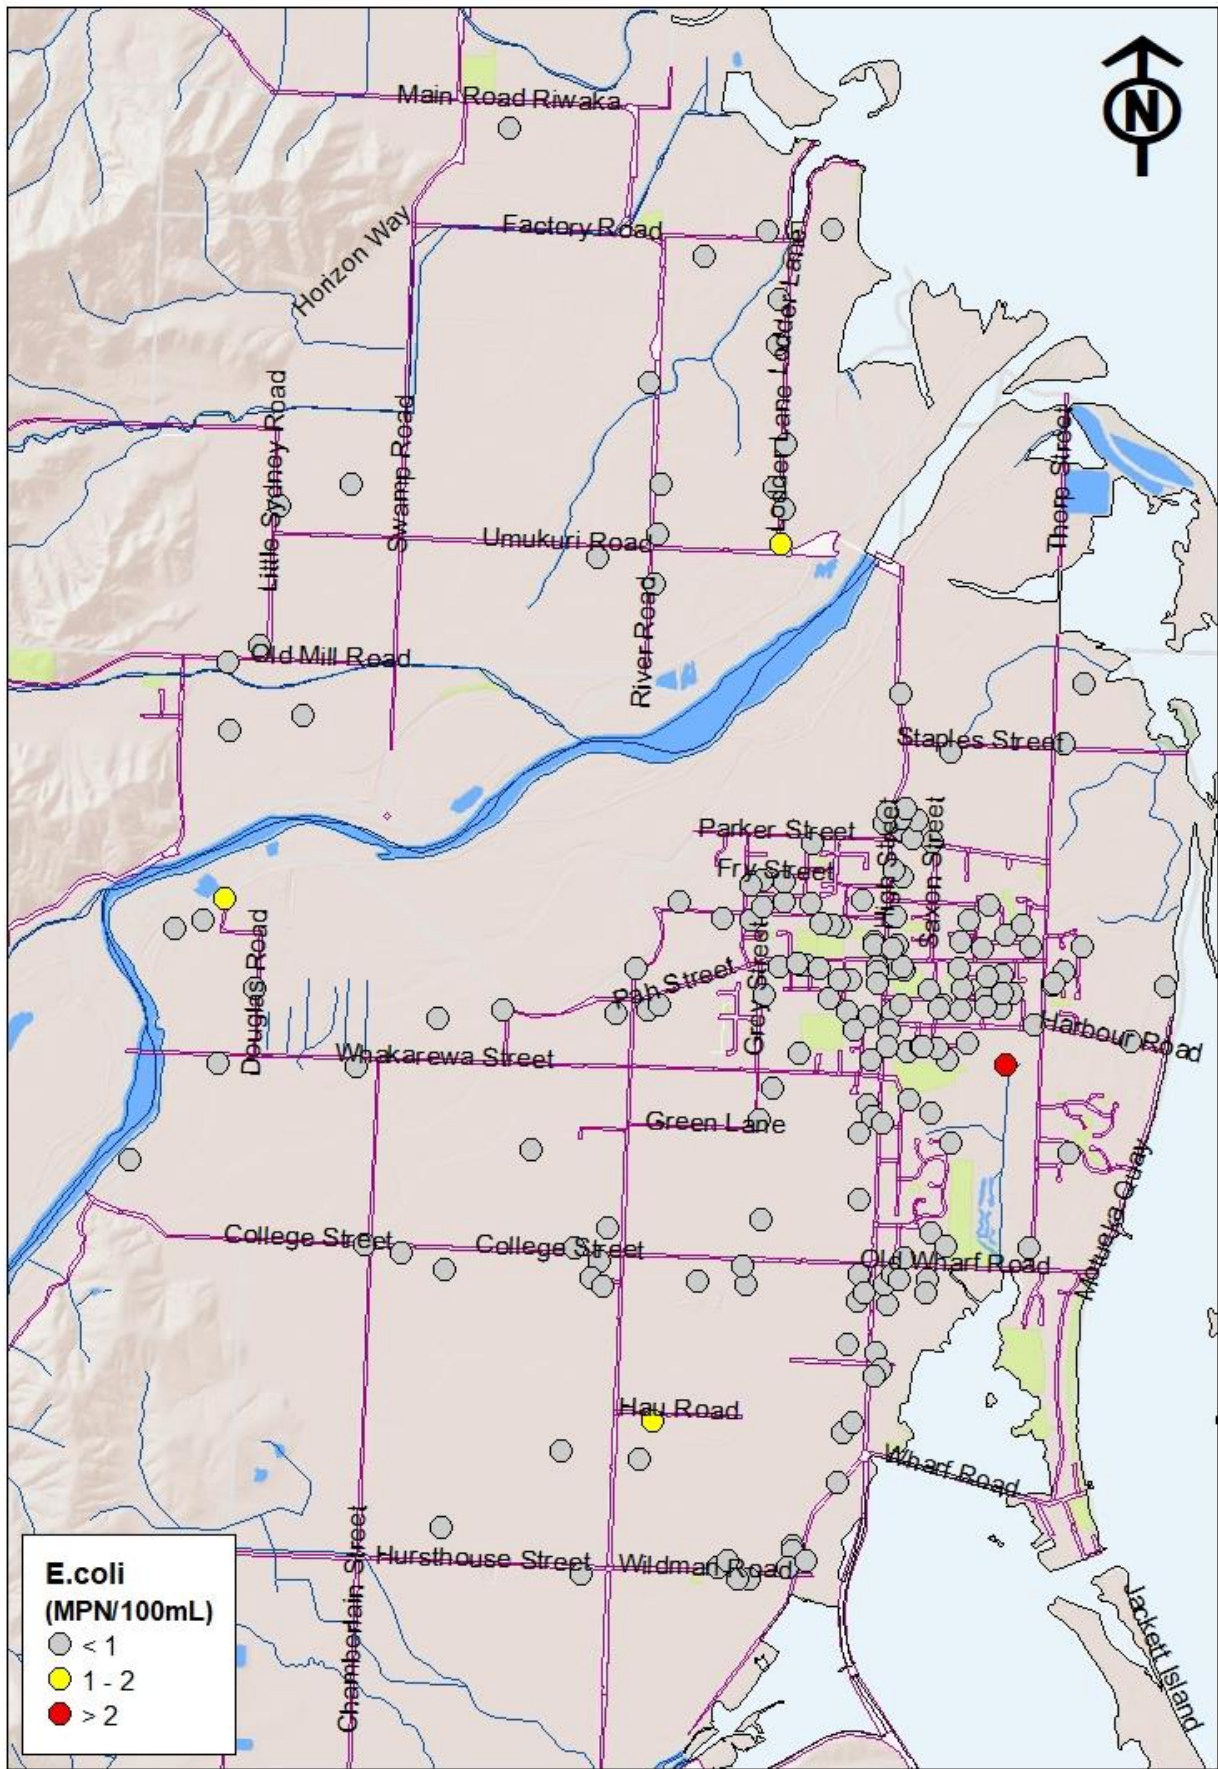 N
Main Road Riwaka
Horizon Way
Factory Road
Lodder Lane
Lodder Lane
Little Sydney Road
Swamp Road
Thorp Street
Umukuri Road
River Road
Old Mill Road
Staples Street
Parker Street
High Street
Saxon Street
Fry Street
Grey Street
Pah Street
Douglas Road
Harbour Road
Whakarewa Street
Green Lane
Motueka Quay
College Street
College Street
Old Wharf Road
Hau Road
Wharf Road
Chamberlain Street
Hursthouse Street
Wildman Road
Jackett Island
E.coli
(MPN/100mL)
< 1
1 - 2
> 2